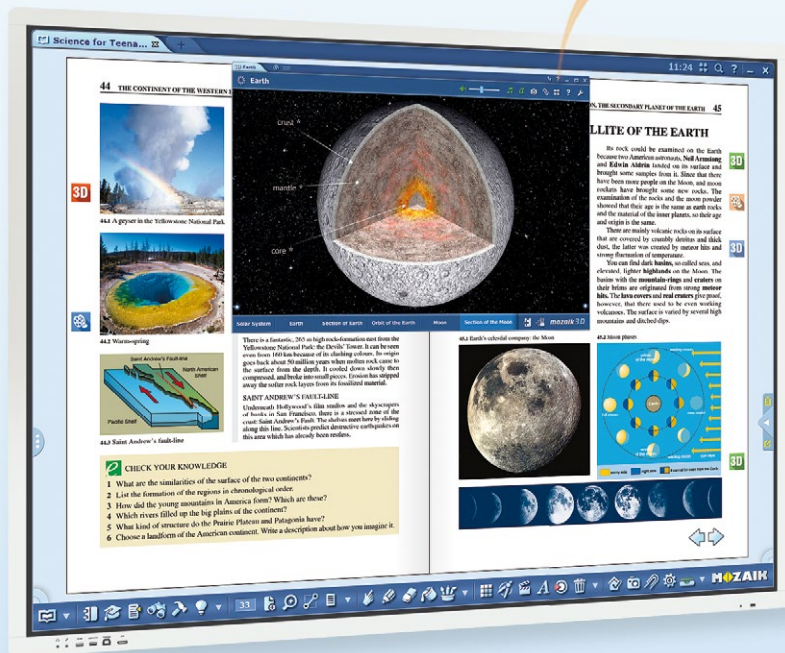 Science for Teena...
11:24
44 THE CONTINENT OF THE WESTERN
Earth
Earth
crust *
mantle
core *
Solar System
Earth
Section of Earth
Orbit of the Earth
Moon
Section of the Moon
mozaik 3D
3D
44.1 A geyser in the Yellowstone National Park
44.2 Warm-spring
Saint Andrew's Fault-line
North American Shelf
Pacific Shelf
44.3 Saint Andrew's fault-line
There is a fantastic, 265 m high rock-formation east from the
Yellowstone National Park: the Devils' Tower. It can be seen
even from 160 km because of its clashing colours. Its origin
goes back about 50 million years when molten rock came to
the surface from the depth. It cooled down slowly then
compressed, and broke into small pieces. Erosion has stripped
away the softer rock layers from its fossilized material.
SAINT ANDREW'S FAULT-LINE
Underneath Hollywood's film studios and the skyscrapers
of banks in San Francisco, there is a stressed zone of the
crust: Saint Andrew's Fault. The shelves meet here by sliding
along this line. Scientists predict destructive earthquakes on
this area which has already been restless.
CHECK YOUR KNOWLEDGE
1 What are the similarities of the surface of the two continents?
2 List the formation of the regions in chronological order.
3 How did the young mountains in America form? Which are these?
4 Which rivers filled up the big plains of the continent?
5 What kind of structure do the Prairie Plateau and Patagonia have?
6 Choose a landform of the American continent. Write a description about how you imagine it.
N, THE SECONDARY PLANET OF THE EARTH 45
LLITE OF THE EARTH
Its rock could be examined on the Earth
because two American astronauts, Neil Armstrong
and Edwin Aldrin landed on its surface and
brought some samples from it. Since that there
have been more people on the Moon, and moon
rockets have brought some new rocks. The
examination of the rocks and the moon powder
showed that their age is the same as earth rocks
and the material of the inner planets, so their age
and origin is the same.
There are mainly volcanic rocks on its surface
that are covered by crumbly detritus and thick
dust, the latter was created by meteor hits and
strong fluctuation of temperature.
You can find dark basins, so called seas, and
elevated, lighter highlands on the Moon. The
basins with the mountain-rings and craters on
their brims are originated from strong meteor
hits. The lava covers and real craters give proof,
however, that there used to be even working
volcanoes. The surface is varied by several high
mountains and ditched dips.
3D
3D
3D
45.1 Earth's celestial company: the Moon
45.2 Moon phases
Earth
33
MOZAIK